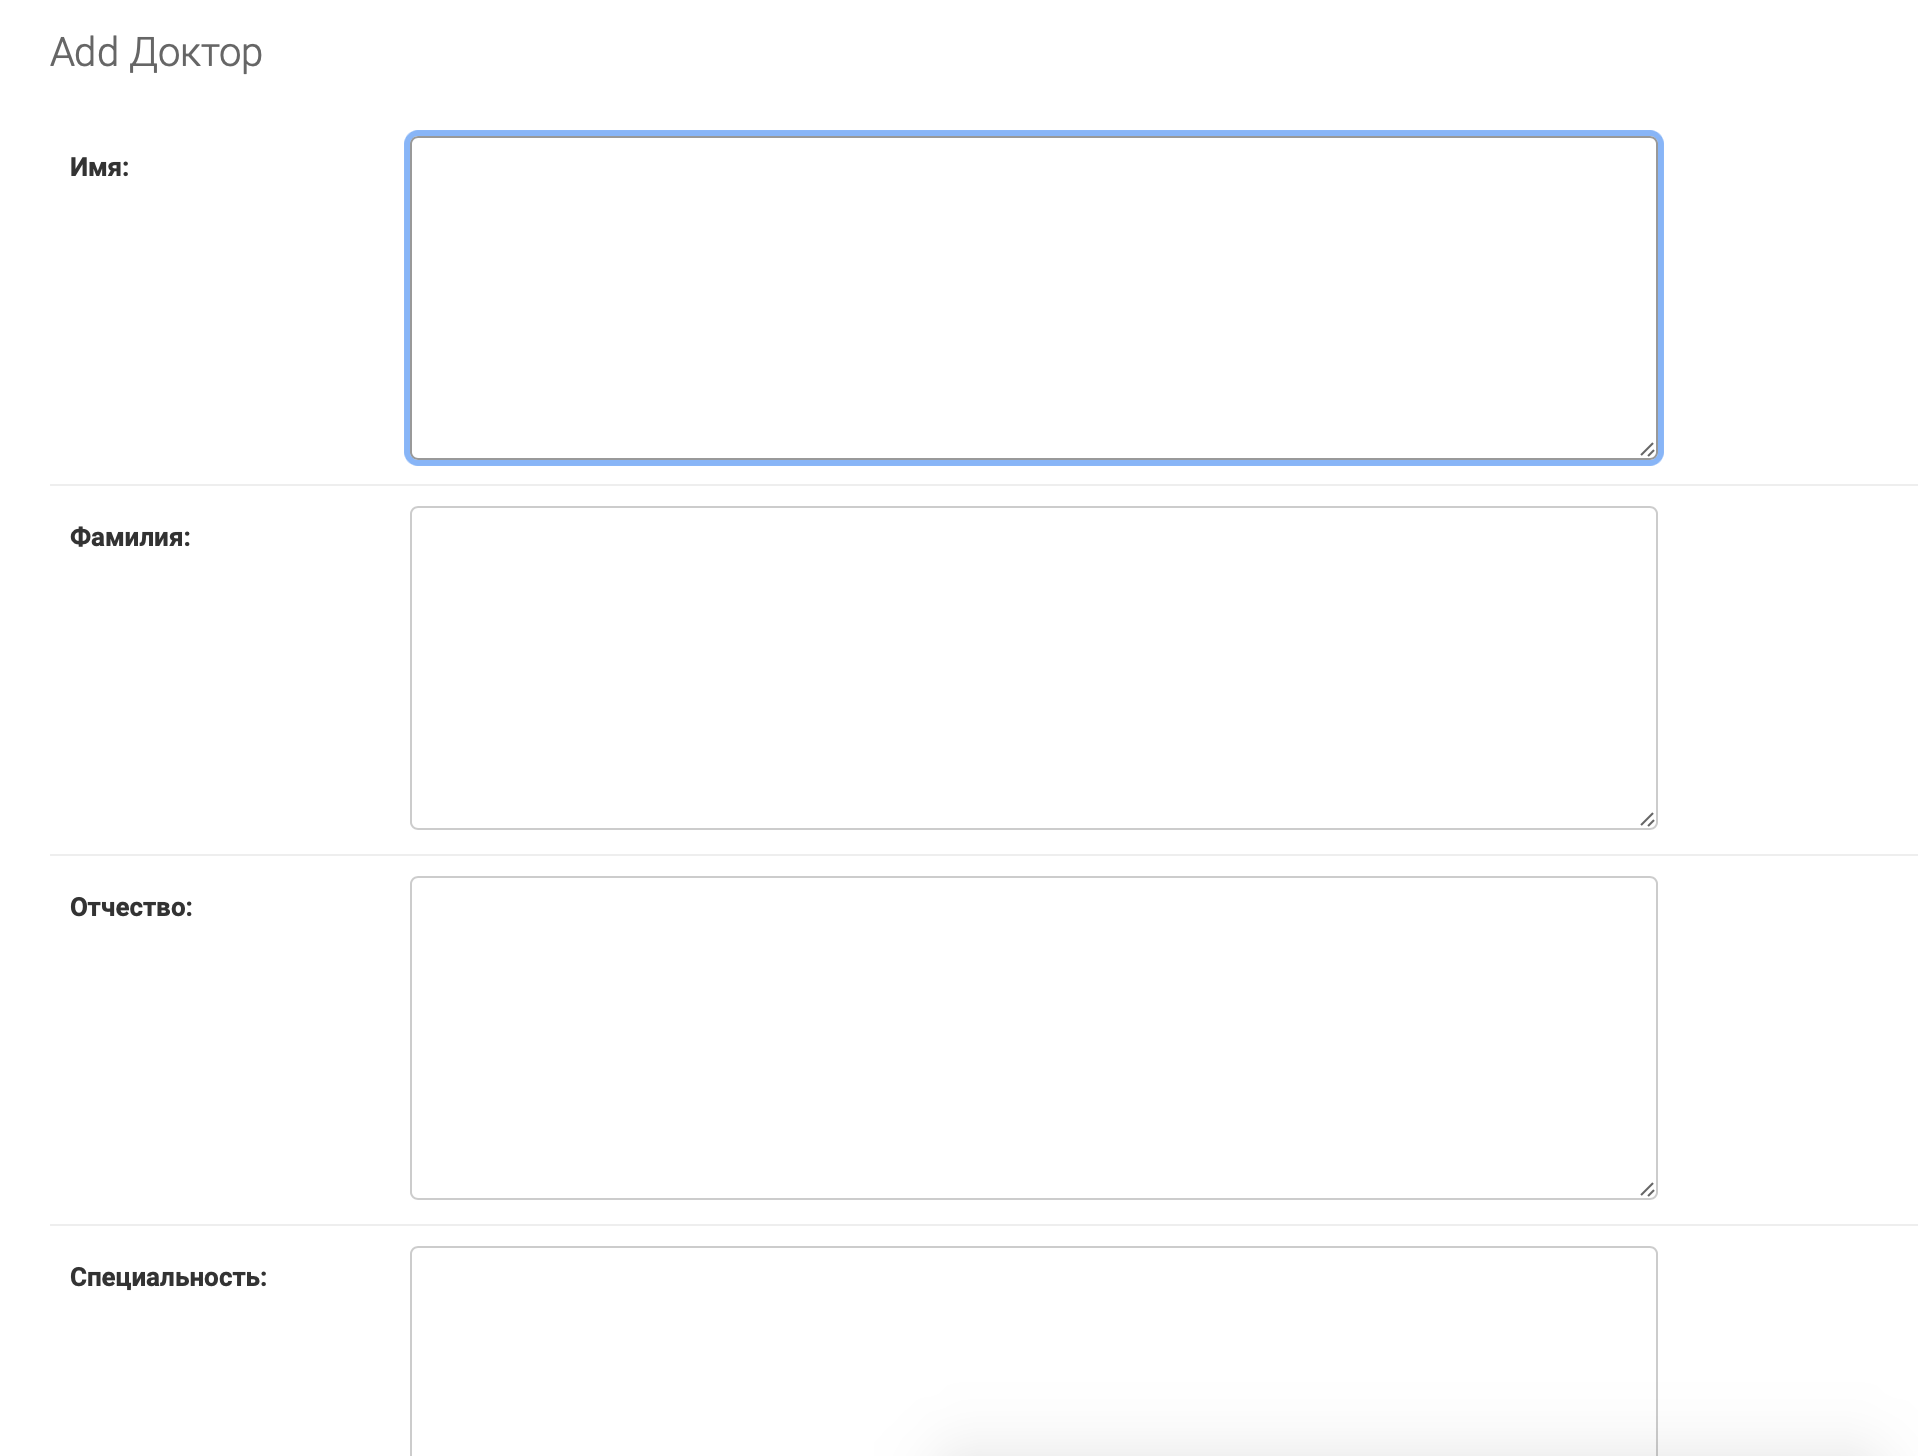 Add Доктор
Имя:
Фамилия:
Отчество:
Специальность: